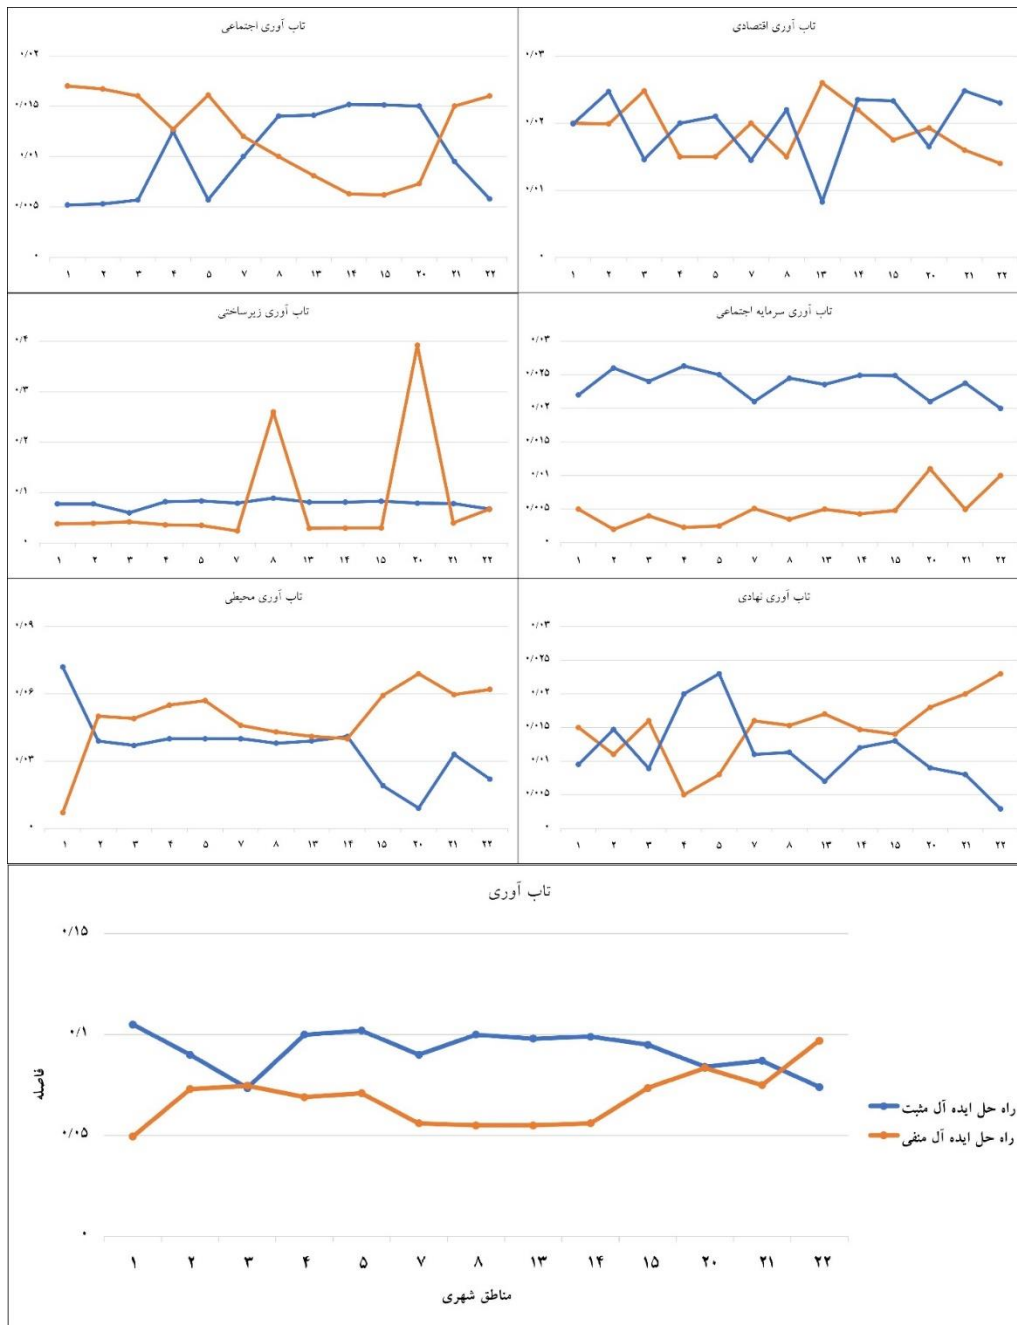 تاب آوری اقتصادی
۰/۰۳
۰/۰۲
۰/۰۱
۰
۱ ۲ ۳ ۴ ۵ ۷ ۸ ۱۳ ۱۴ ۱۵ ۲۰ ۲۱ ۲۲
تاب آوری اجتماعی
۰/۰۲
۰/۰۱۵
۰/۰۱
۰/۰۰۵
۰
۱ ۲ ۳ ۴ ۵ ۷ ۸ ۱۳ ۱۴ ۱۵ ۲۰ ۲۱ ۲۲
تاب آوری سرمایه اجتماعی
۰/۰۳
۰/۰۲۵
۰/۰۲
۰/۰۱۵
۰/۰۱
۰/۰۰۵
۰
۱ ۲ ۳ ۴ ۵ ۷ ۸ ۱۳ ۱۴ ۱۵ ۲۰ ۲۱ ۲۲
تاب آوری زیرساختی
۰/۴
۰/۳
۰/۲
۰/۱
۰
۱ ۲ ۳ ۴ ۵ ۷ ۸ ۱۳ ۱۴ ۱۵ ۲۰ ۲۱ ۲۲
تاب آوری نهادی
۰/۰۳
۰/۰۲۵
۰/۰۲
۰/۰۱۵
۰/۰۱
۰/۰۰۵
۰
۱ ۲ ۳ ۴ ۵ ۷ ۸ ۱۳ ۱۴ ۱۵ ۲۰ ۲۱ ۲۲
تاب آوری محیطی
۰/۰۹
۰/۰۶
۰/۰۳
۰
۱ ۲ ۳ ۴ ۵ ۷ ۸ ۱۳ ۱۴ ۱۵ ۲۰ ۲۱ ۲۲
تاب آوری
۰/۱۵
۰/۱
۰/۰۵
۰
فاصله
۱ ۲ ۳ ۴ ۵ ۷ ۸ ۱۳ ۱۴ ۱۵ ۲۰ ۲۱ ۲۲
مناطق شهری
راه حل ایده آل مثبت
راه حل ایده آل منفی